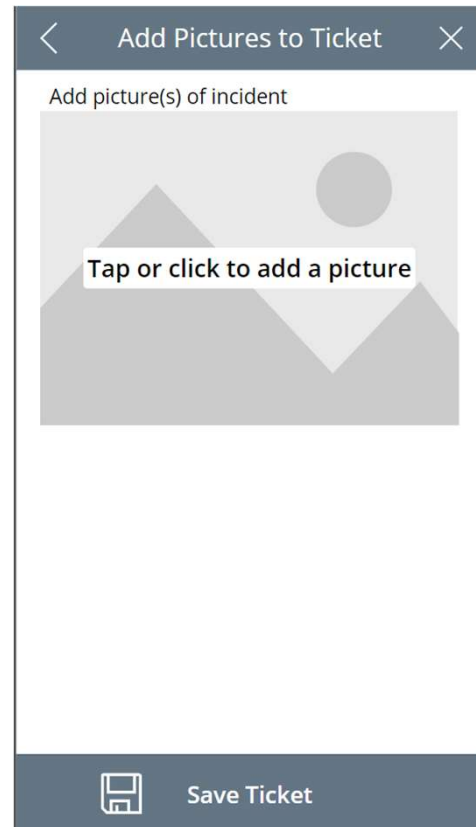 Add Pictures to Ticket
Add picture(s) of incident
Tap or click to add a picture
Save Ticket